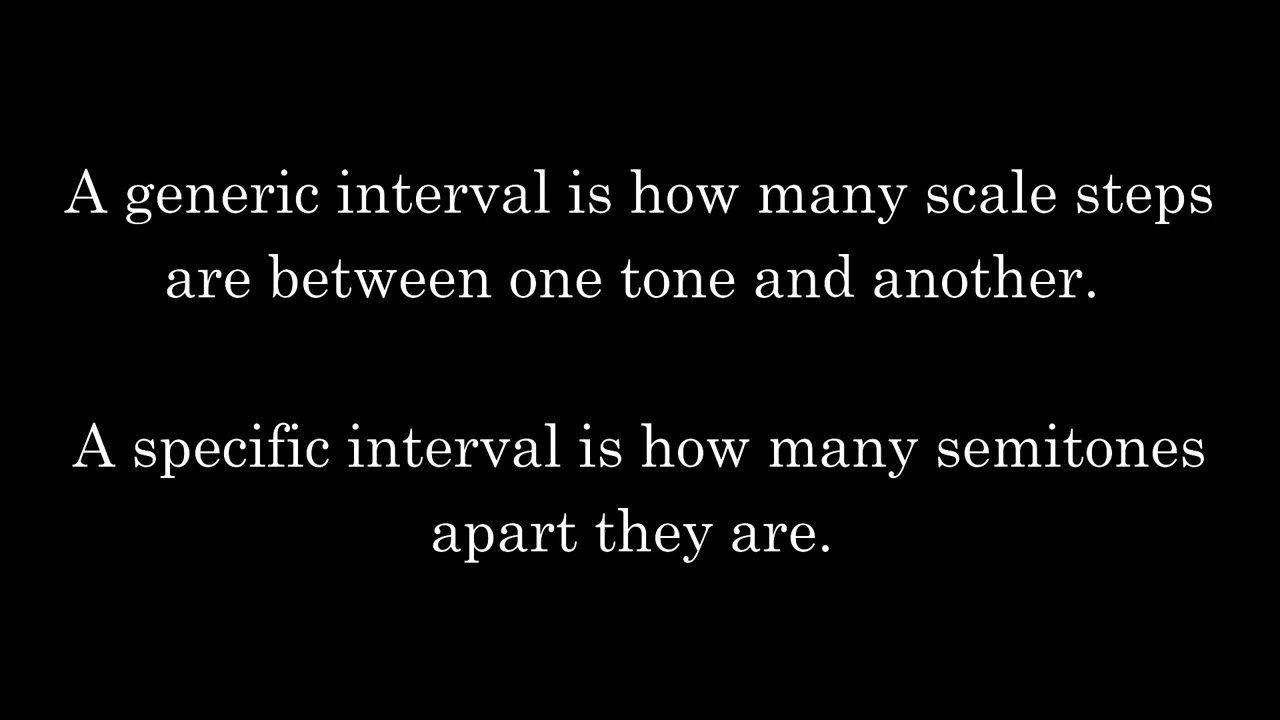 A generic interval is how many scale steps
are between one tone and another.
A specific interval is how many semitones
apart they are.